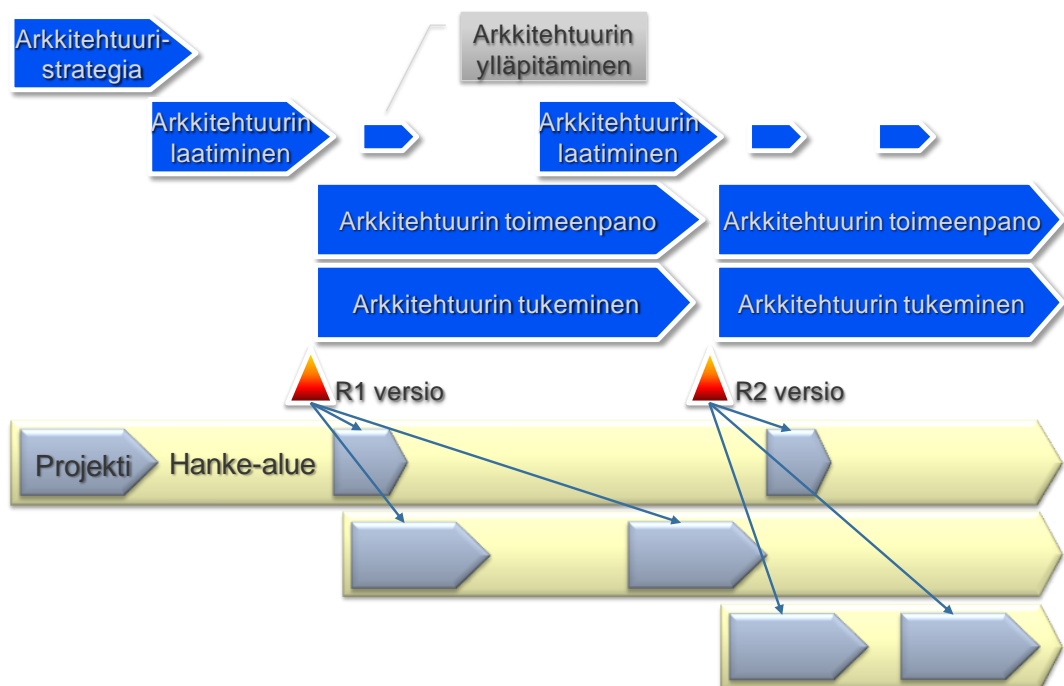 Arkkitehtuuri-
strategia
Arkkitehtuurin
ylläpitäminen
Arkkitehtuurin
laatiminen
Arkkitehtuurin
laatiminen
Arkkitehtuurin toimeenpano
Arkkitehtuurin toimeenpano
Arkkitehtuurin tukeminen
Arkkitehtuurin tukeminen
R1 versio
R2 versio
Projekti
Hanke-alue